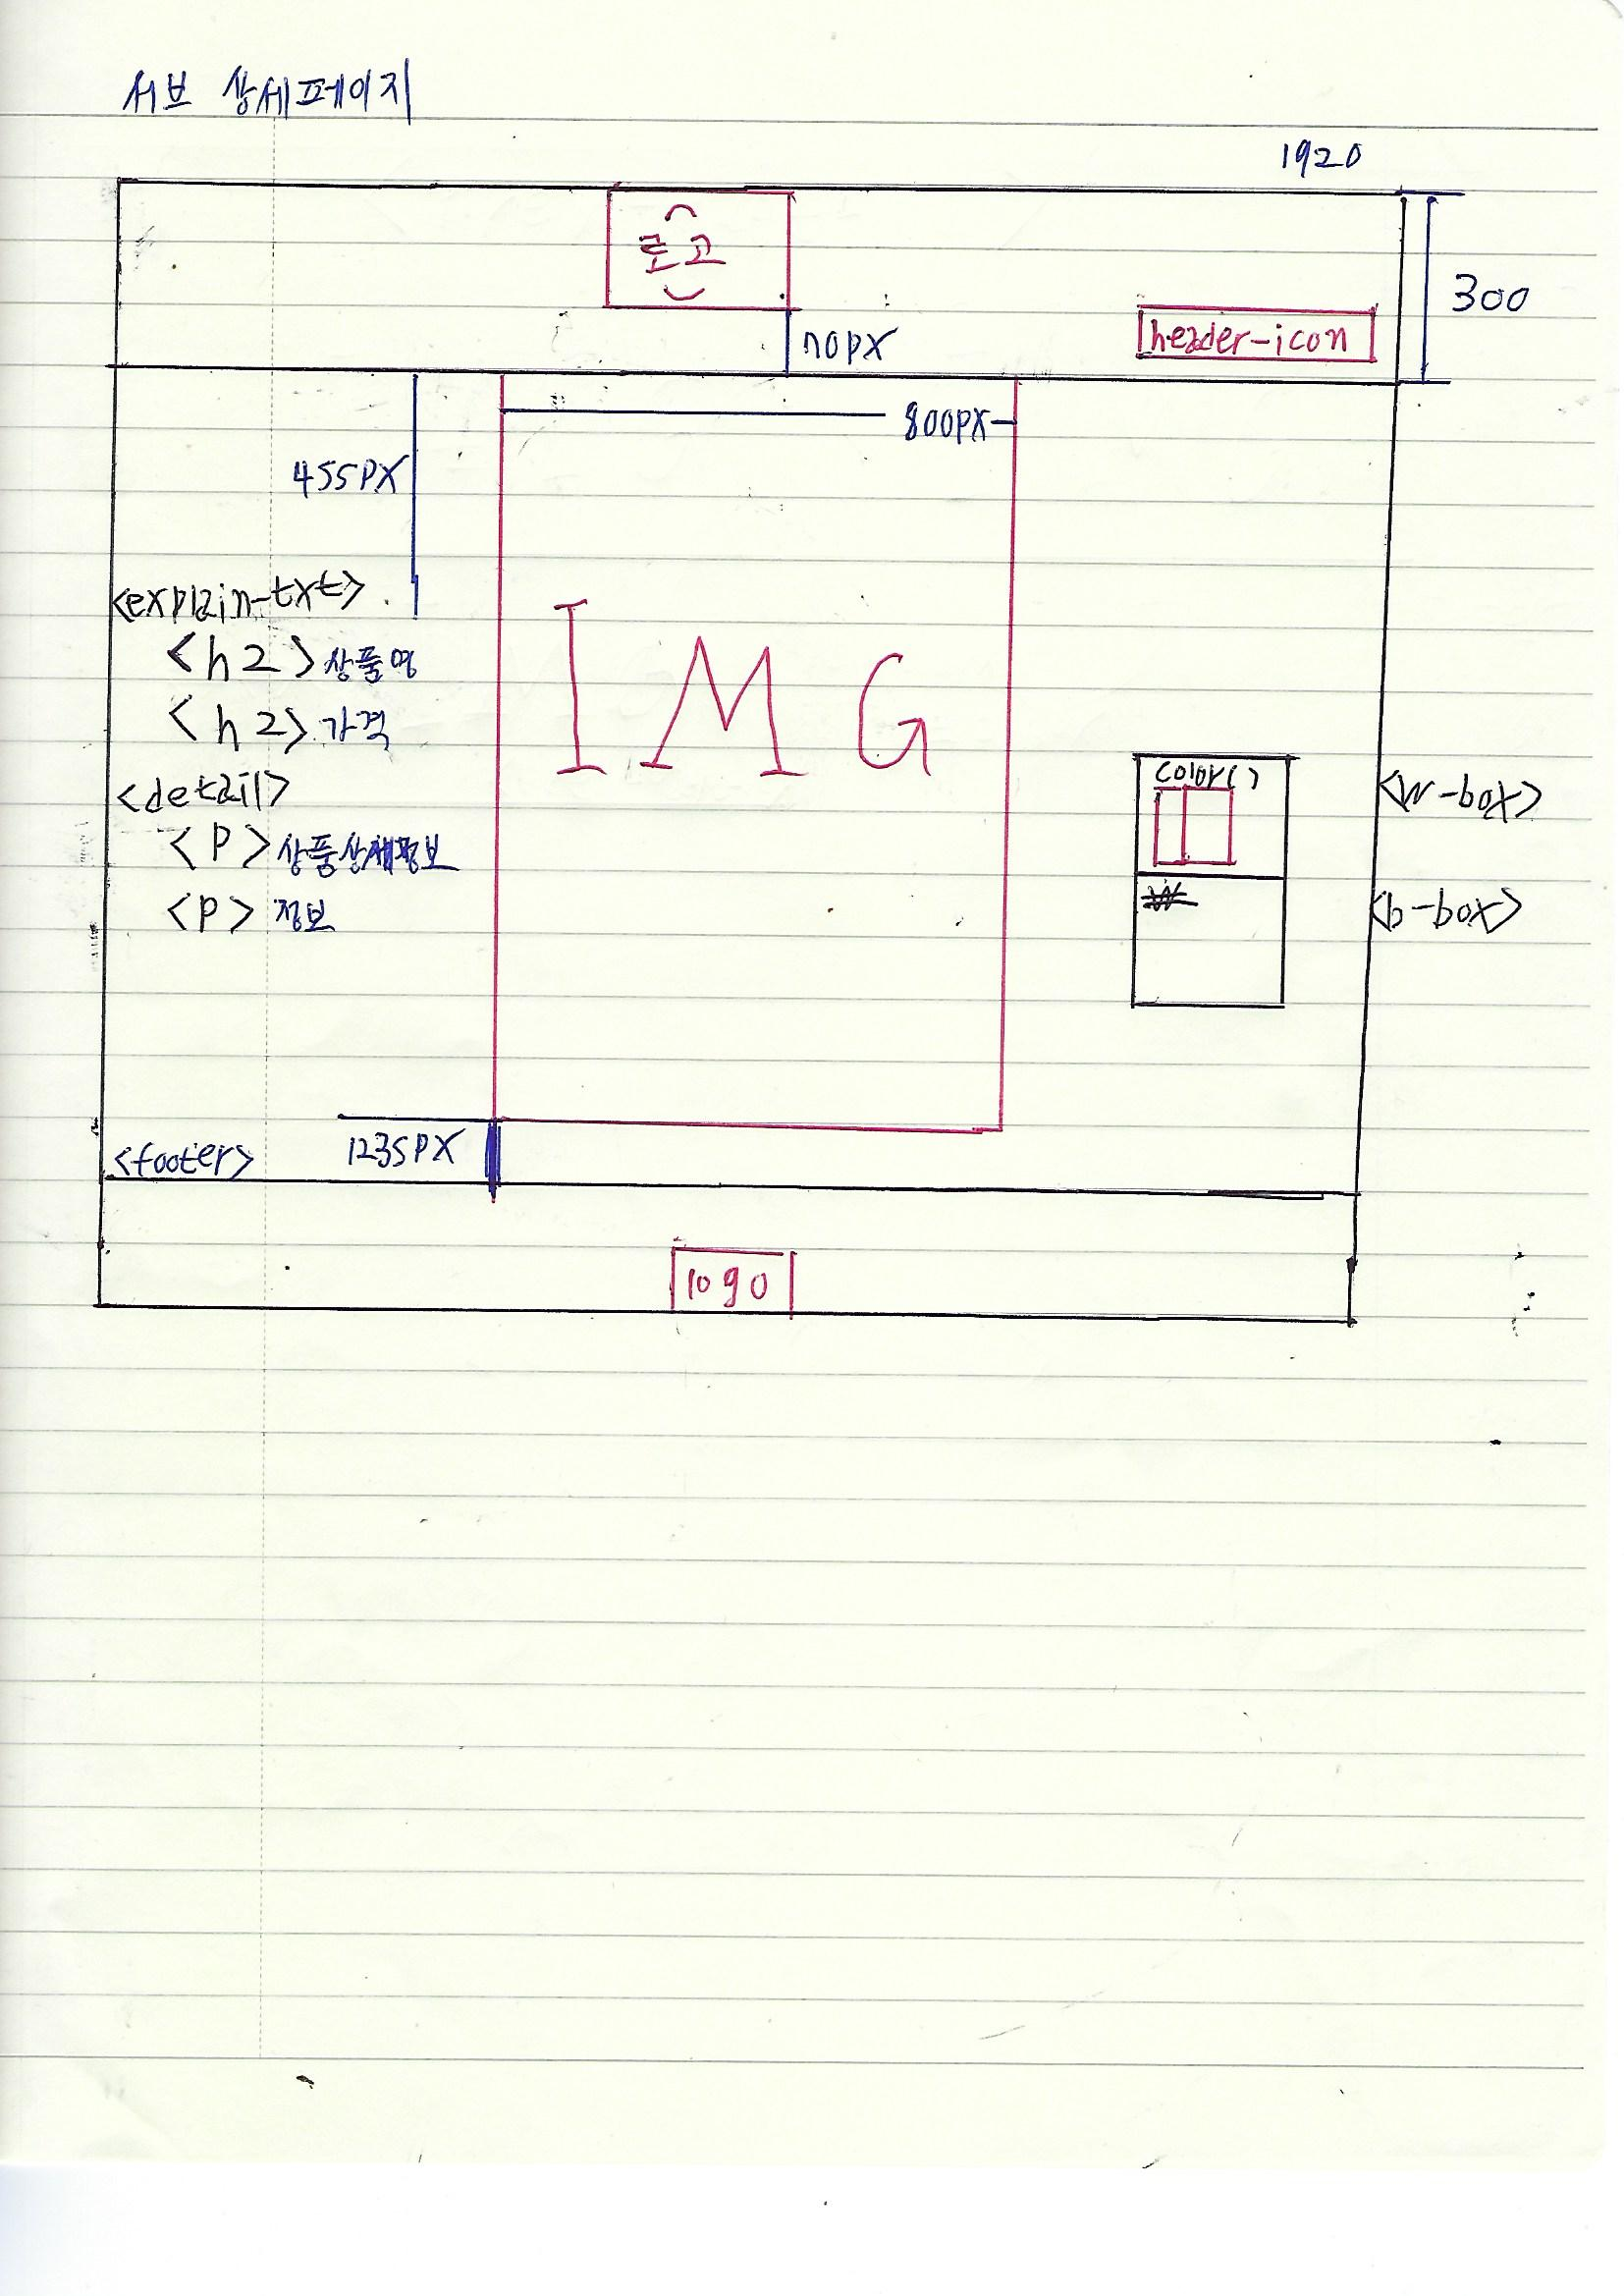 서브 상세페이지
1920
로고
300
header-icon
70PX
800PX
455PX
<explain-txt>
<h2> 상품명
IMG
<h2> 가격
<detail>
color()
<w-box>
<P> 상품상세정보
<b-box>
<P> 정보
1235PX
<footer>
logo